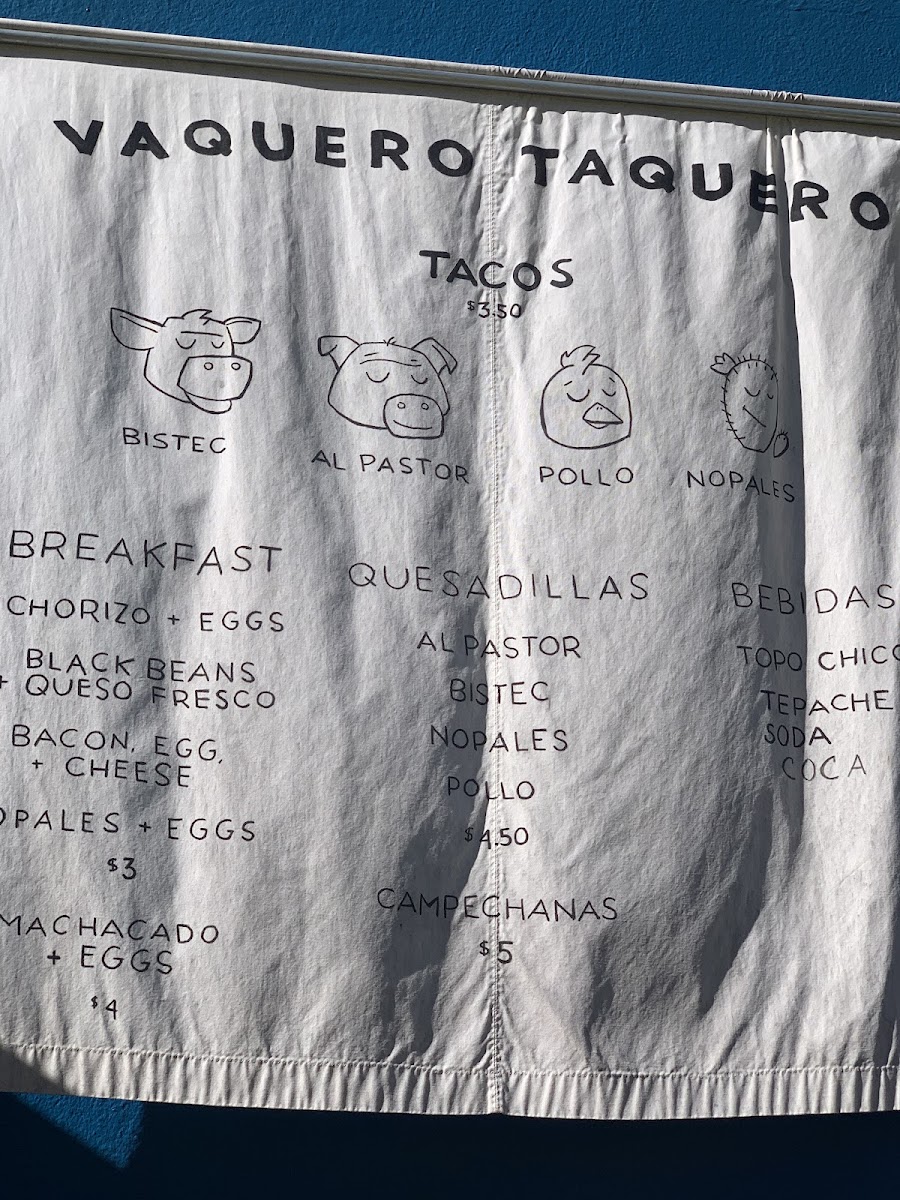 VAQUERO TAQUERO
TACOS
$3.50
BISTEC
AL PASTOR
POLLO
NOPALES
BREAKFAST
CHORIZO + EGGS
BLACK BEANS
+ QUESO FRESCO
BACON, EGG,
+ CHEESE
OPALES + EGGS
$3
MACHACADO
+ EGGS
$4
QUESADILLAS
AL PASTOR
BISTEC
NOPALES
POLLO
$4.50
CAMPECHANAS
$5
BEBIDAS
TOPO CHICO
TEPACHE
SODA
COCA